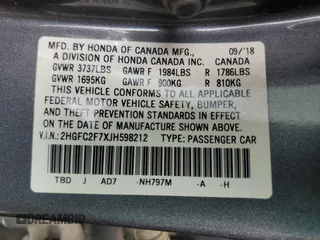 MFD. BY HONDA OF CANADA MFG., 09/'18
A DIVISION OF HONDA CANADA INC. CANADA
GVWR 3737LBS GAWR F 1984LBS R 1786LBS
GVWR 1695KG GAWR F 900KG R 810KG
THIS VEHICLE CONFORMS TO ALL APPLICABLE
FEDERAL MOTOR VEHICLE SAFETY, BUMPER,
AND THEFT PREVENTION STANDARDS IN EFFECT
ON THE DATE OF MANUFACTURE SHOWN ABOVE.
V.I.N.:2HGFC2F7XJH598212 TYPE: PASSENGER CAR
TBD J AD7 -NH797M -A -H
DREAMBID